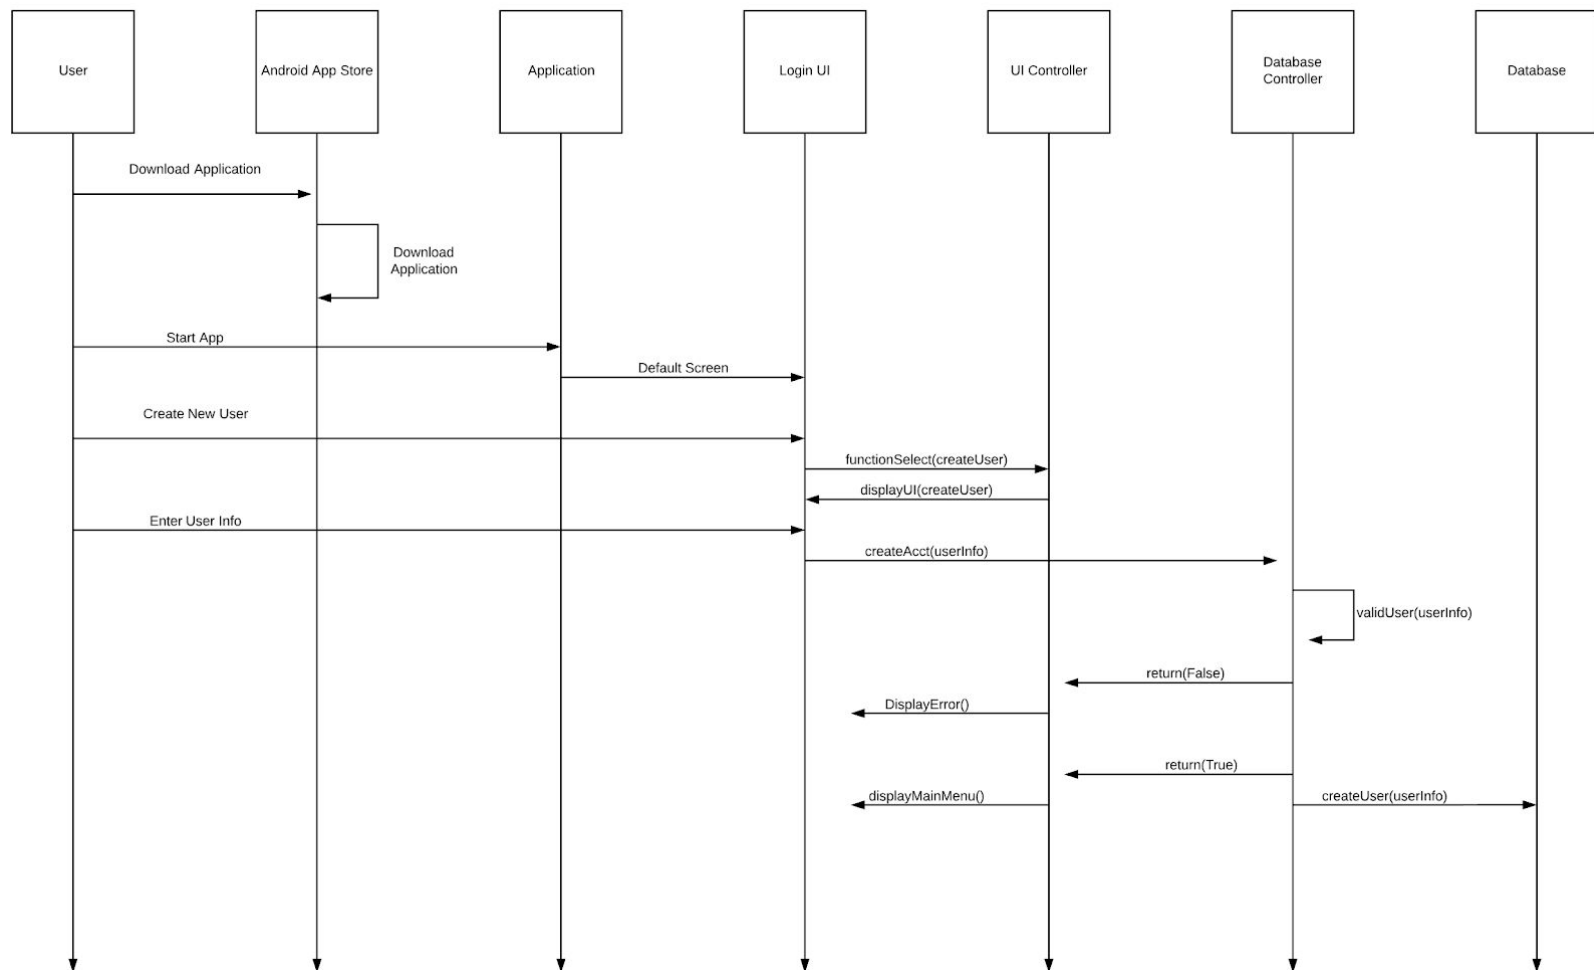 User
Android App Store
Application
Login UI
UI Controller
Database
Controller
Database
Download Application
Download
Application
Start App
Default Screen
Create New User
functionSelect(createUser)
displayUI(createUser)
Enter User Info
createAcct(userInfo)
validUser(userInfo)
return(False)
DisplayError()
return(True)
displayMainMenu()
createUser(userInfo)